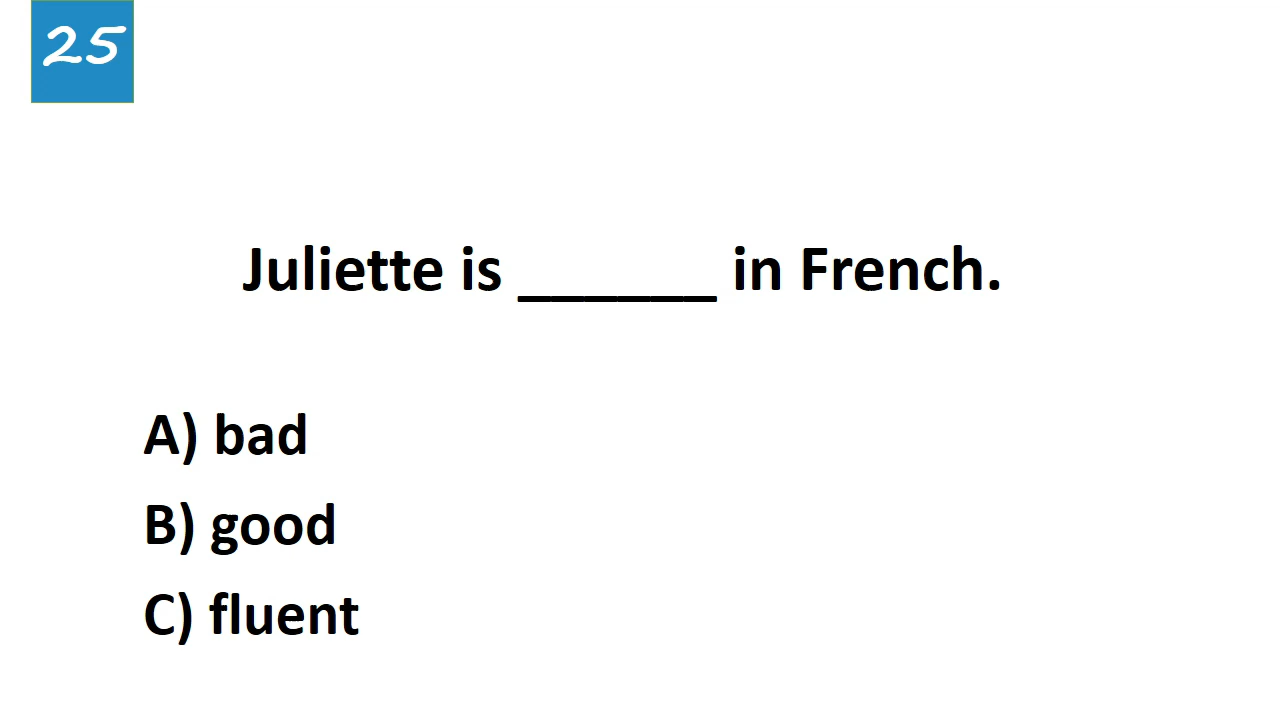 25
Juliette is ______ in French.
A) bad
B) good
C) fluent